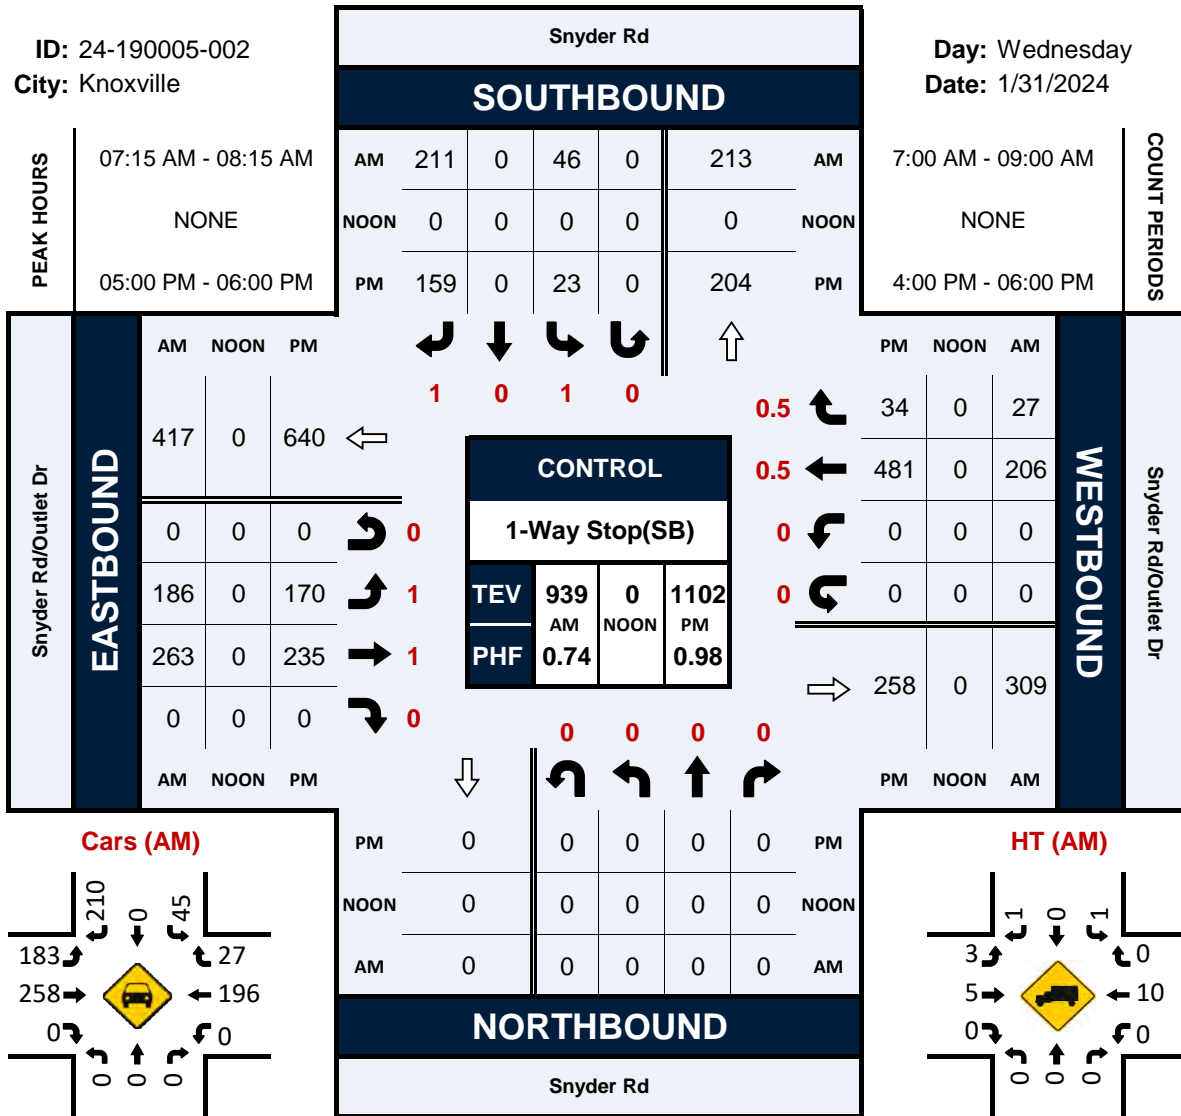 Snyder Rd
ID: 24-190005-002
Day: Wednesday
City: Knoxville
Date: 1/31/2024
SOUTHBOUND
PEAK HOURS
07:15 AM - 08:15 AM
NONE
05:00 PM - 06:00 PM
AM 211 0 46 0 213 AM
NOON 0 0 0 0 0 NOON
PM 159 0 23 0 204 PM
7:00 AM - 09:00 AM
NONE
4:00 PM - 06:00 PM
COUNT PERIODS
1 0 1 0
Snyder Rd/Outlet Dr
EASTBOUND
AM NOON PM
417 0 640
0 0 0 0
186 0 170 1
263 0 235 1
0 0 0 0
AM NOON PM
CONTROL
1-Way Stop(SB)
TEV 939 0 1102
AM NOON PM
PHF 0.74 0.98
PM NOON AM
0.5 34 0 27
0.5 481 0 206
0 0 0 0
0 0 0 0
258 0 309
PM NOON AM
WESTBOUND
Snyder Rd/Outlet Dr
0 0 0 0
PM 0 0 0 0 0 PM
NOON 0 0 0 0 0 NOON
AM 0 0 0 0 0 AM
NORTHBOUND
Snyder Rd
Cars (AM)
210 0 45
183 27
258 196
0 0
0 0 0
HT (AM)
1 0 1
3 0
5 10
0 0
0 0 0